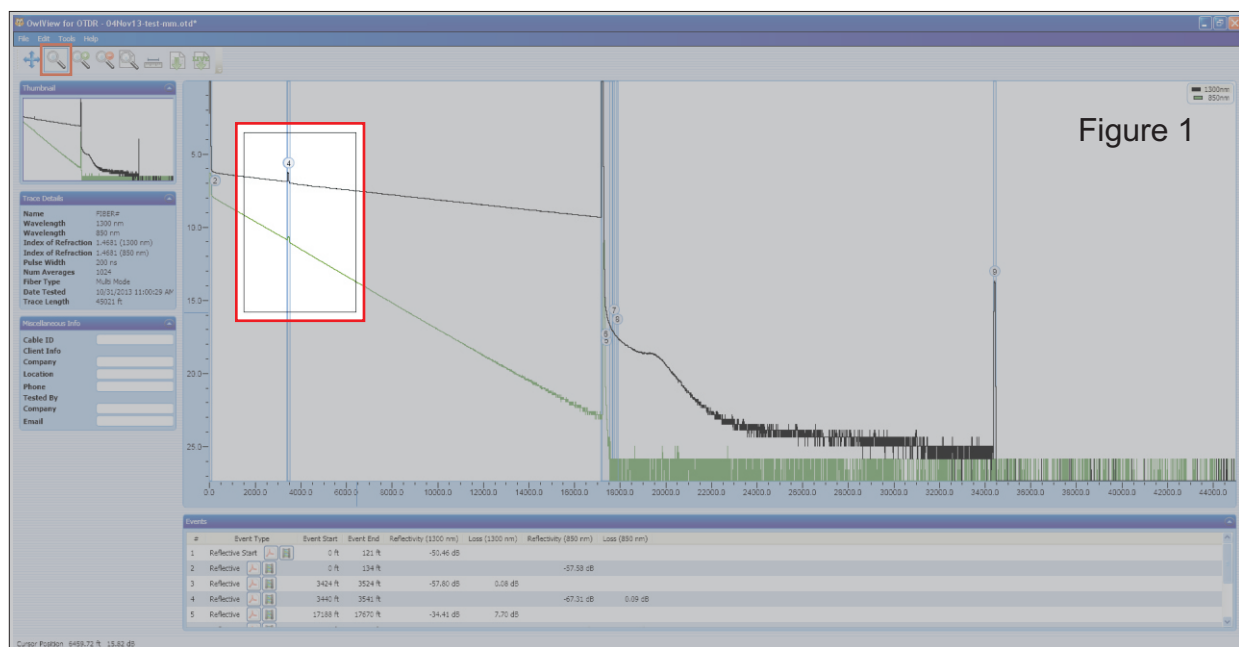 OwlView for OTDR - 04Nov13-test-mm.otd*
File Edit Tools Help
Thumbnail
1300nm
850nm
Figure 1
4
2
9
7
8
5.0
10.0
15.0
20.0
25.0
0.0 2000.0 4000.0 6000.0 8000.0 10000.0 12000.0 14000.0 16000.0 18000.0 20000.0 22000.0 24000.0 26000.0 28000.0 30000.0 32000.0 34000.0 36000.0 38000.0 40000.0 42000.0 44000.0
Trace Details
Name FIBER#
Wavelength 1300 nm
Wavelength 850 nm
Index of Refraction 1.4681 (1300 nm)
Index of Refraction 1.4681 (850 nm)
Pulse Width 200 ns
Num Averages 1024
Fiber Type Multi Mode
Date Tested 10/31/2013 11:00:29 AM
Trace Length 45021 ft
Miscellaneous Info
Cable ID
Client Info
Company
Location
Phone
Tested By
Company
Email
Events
# Event Type Event Start Event End Reflectivity (1300 nm) Loss (1300 nm) Reflectivity (850 nm) Loss (850 nm)
1 Reflective Start 0 ft 121 ft -50.46 dB
2 Reflective 0 ft 134 ft -57.58 dB
3 Reflective 3424 ft 3524 ft -57.80 dB 0.08 dB
4 Reflective 3440 ft 3541 ft -67.31 dB 0.09 dB
5 Reflective 17188 ft 17670 ft -34.41 dB 7.70 dB
Cursor Position 6459.72 ft 15.82 dB